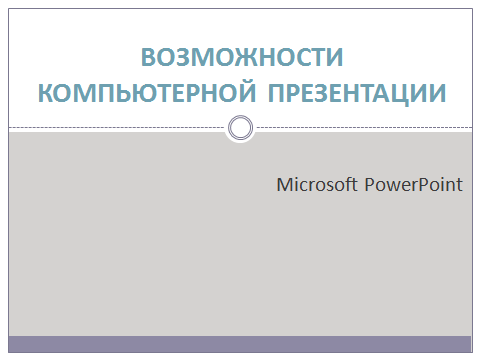 ВОЗМОЖНОСТИ
КОМПЬЮТЕРНОЙ ПРЕЗЕНТАЦИИ
Microsoft PowerPoint